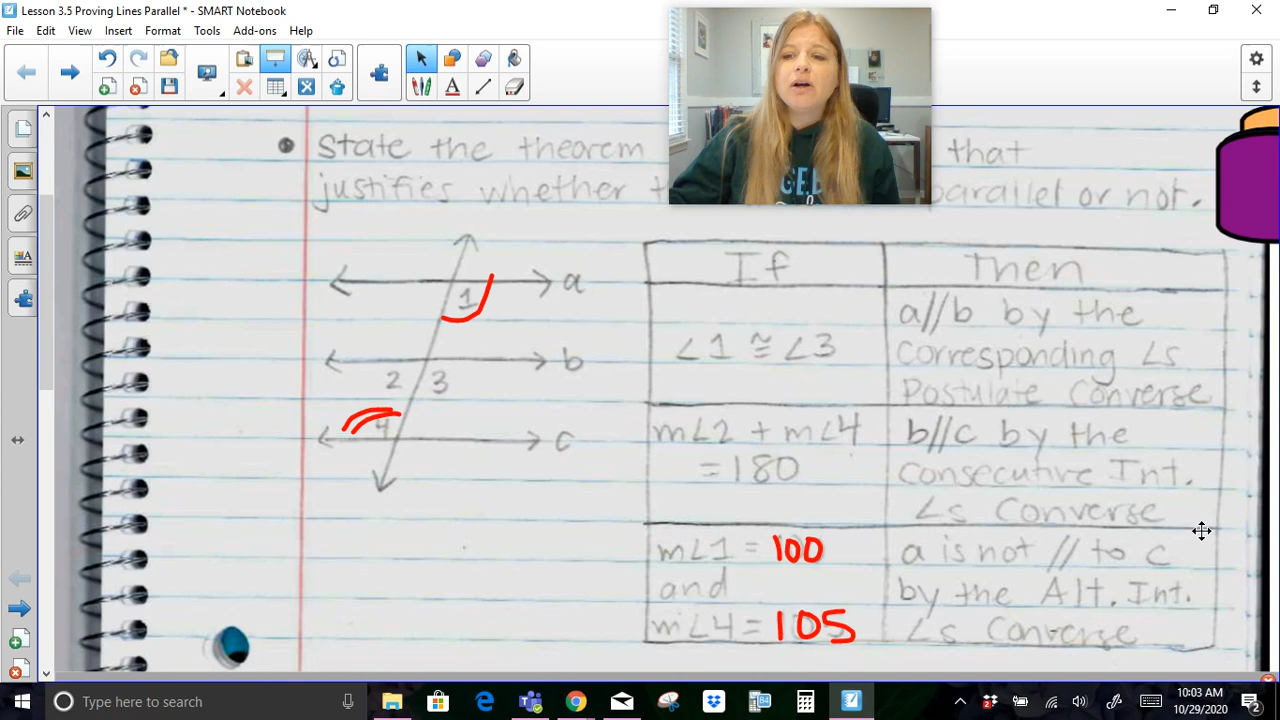 Lesson 3.5 Proving Lines Parallel * - SMART Notebook
File Edit View Insert Format Tools Add-ons Help
• State the theorem that
justifies whether parallel or not.
a
1
b
2 3
4
c
If Then
∠1 ≅ ∠3
a//b by the
Corresponding ∠s
Postulate Converse
m∠2 + m∠4
= 180
b//c by the
Consecutive Int.
∠s Converse
m∠1 = 100
and
m∠4 = 105
a is not // to c
by the Alt. Int.
∠s Converse
Type here to search
10:03 AM
10/29/2020
2